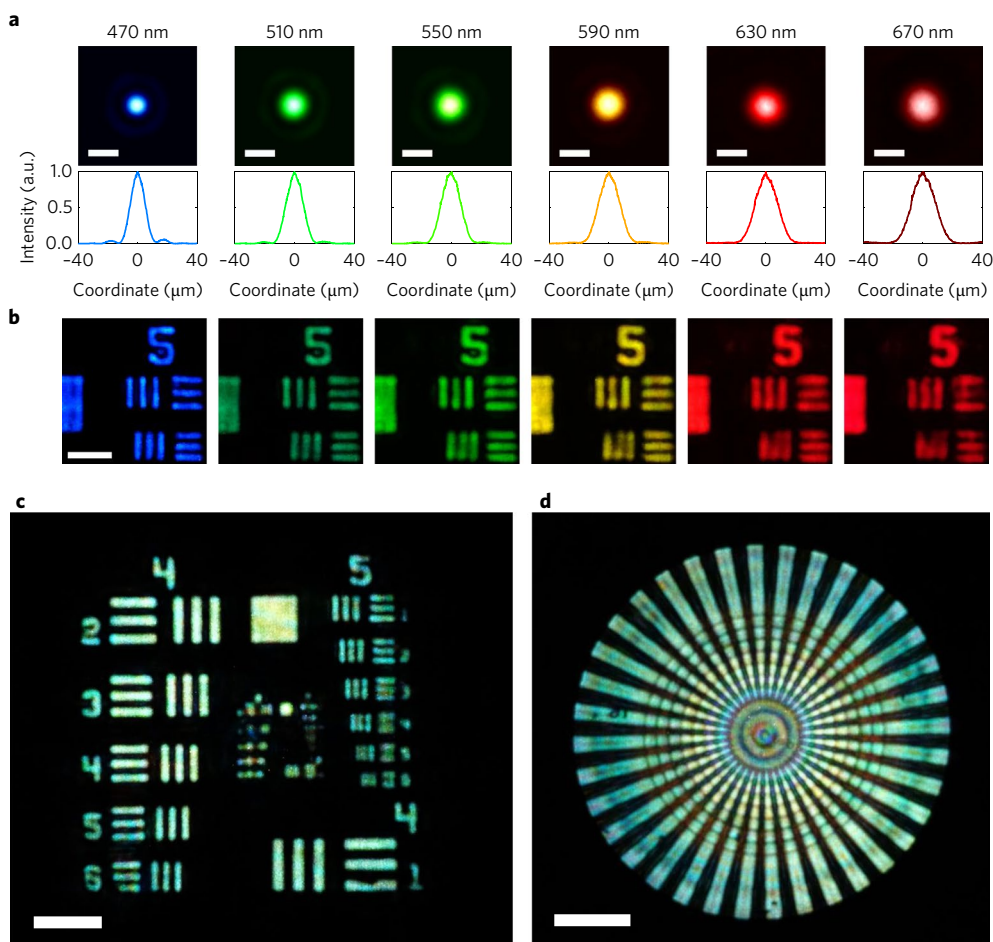 a
470 nm 510 nm 550 nm 590 nm 630 nm 670 nm
Intensity (a.u.)
1.0
0.5
0.0
−40 0 40 −40 0 40 −40 0 40 −40 0 40 −40 0 40 −40 0 40
Coordinate (μm) Coordinate (μm) Coordinate (μm) Coordinate (μm) Coordinate (μm) Coordinate (μm)
b
5 5 5 5 5 5
c d
4 5
2
3
4
5 4
6 1